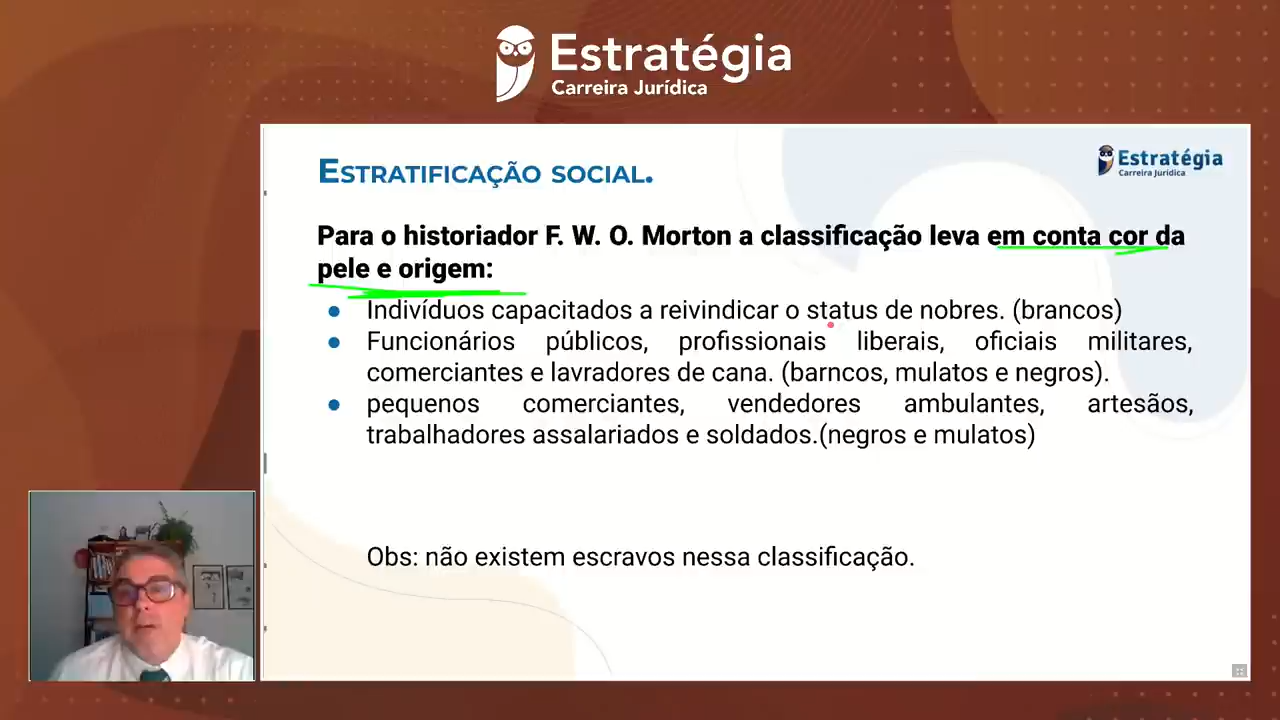 Estratégia
Carreira Jurídica
ESTRATIFICAÇÃO SOCIAL.
Estratégia
Carreira Jurídica
Para o historiador F. W. O. Morton a classificação leva em conta cor da
pele e origem:
● Indivíduos capacitados a reivindicar o status de nobres. (brancos)
● Funcionários públicos, profissionais liberais, oficiais militares,
comerciantes e lavradores de cana. (barncos, mulatos e negros).
● pequenos comerciantes, vendedores ambulantes, artesãos,
trabalhadores assalariados e soldados.(negros e mulatos)
Obs: não existem escravos nessa classificação.